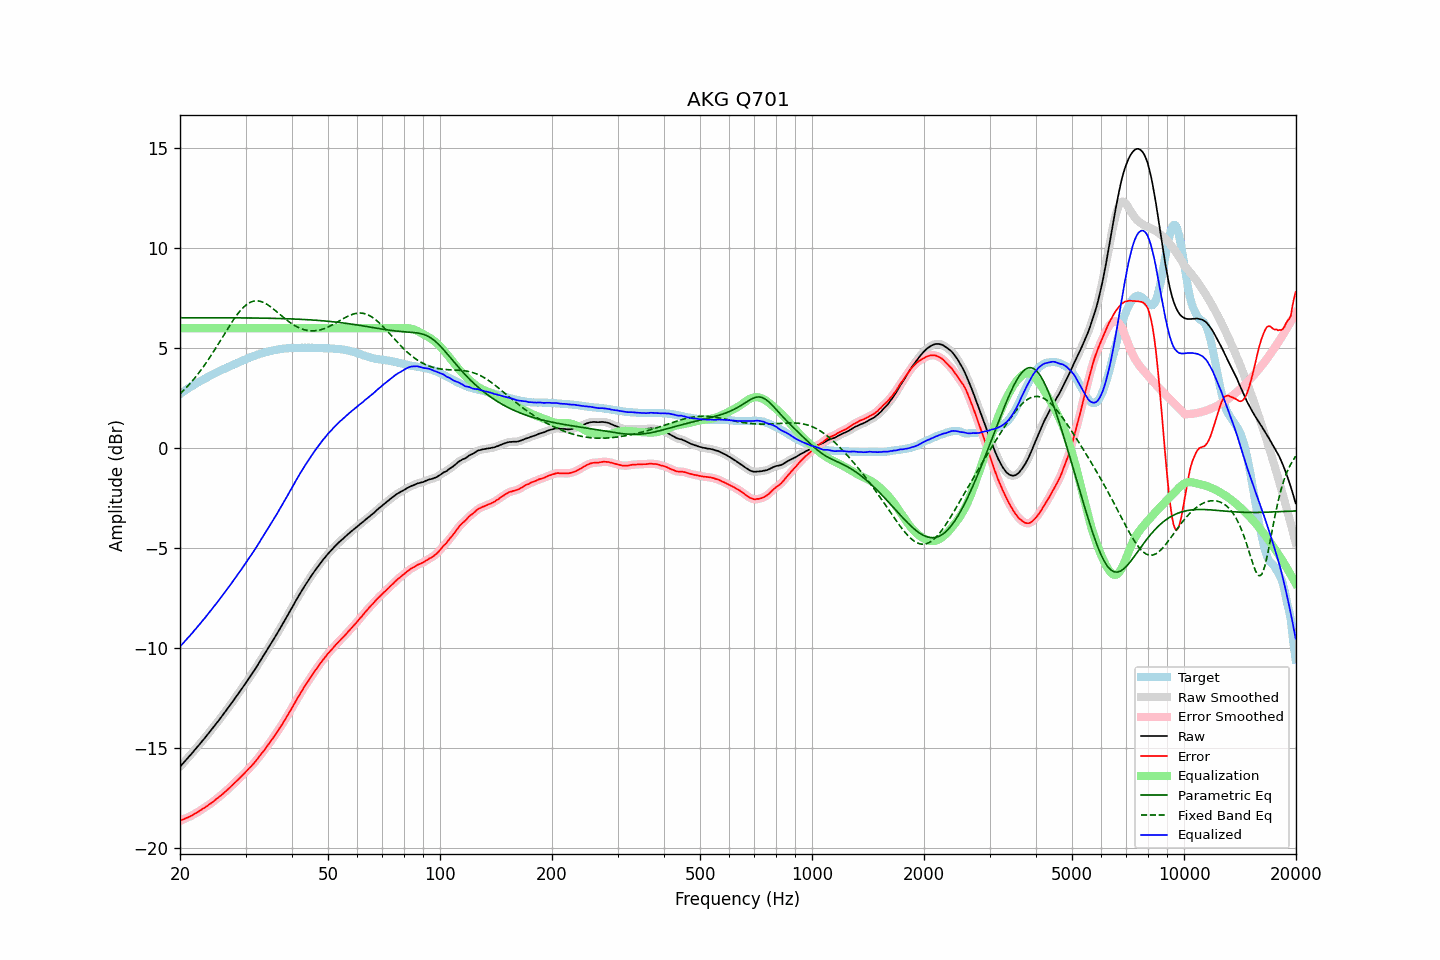 AKG Q701
15
10
5
0
−5
−10
−15
−20
Amplitude (dBr)
20
50
100
200
500
1000
2000
5000
10000
20000
Frequency (Hz)
Target
Raw Smoothed
Error Smoothed
Raw
Error
Equalization
Parametric Eq
Fixed Band Eq
Equalized